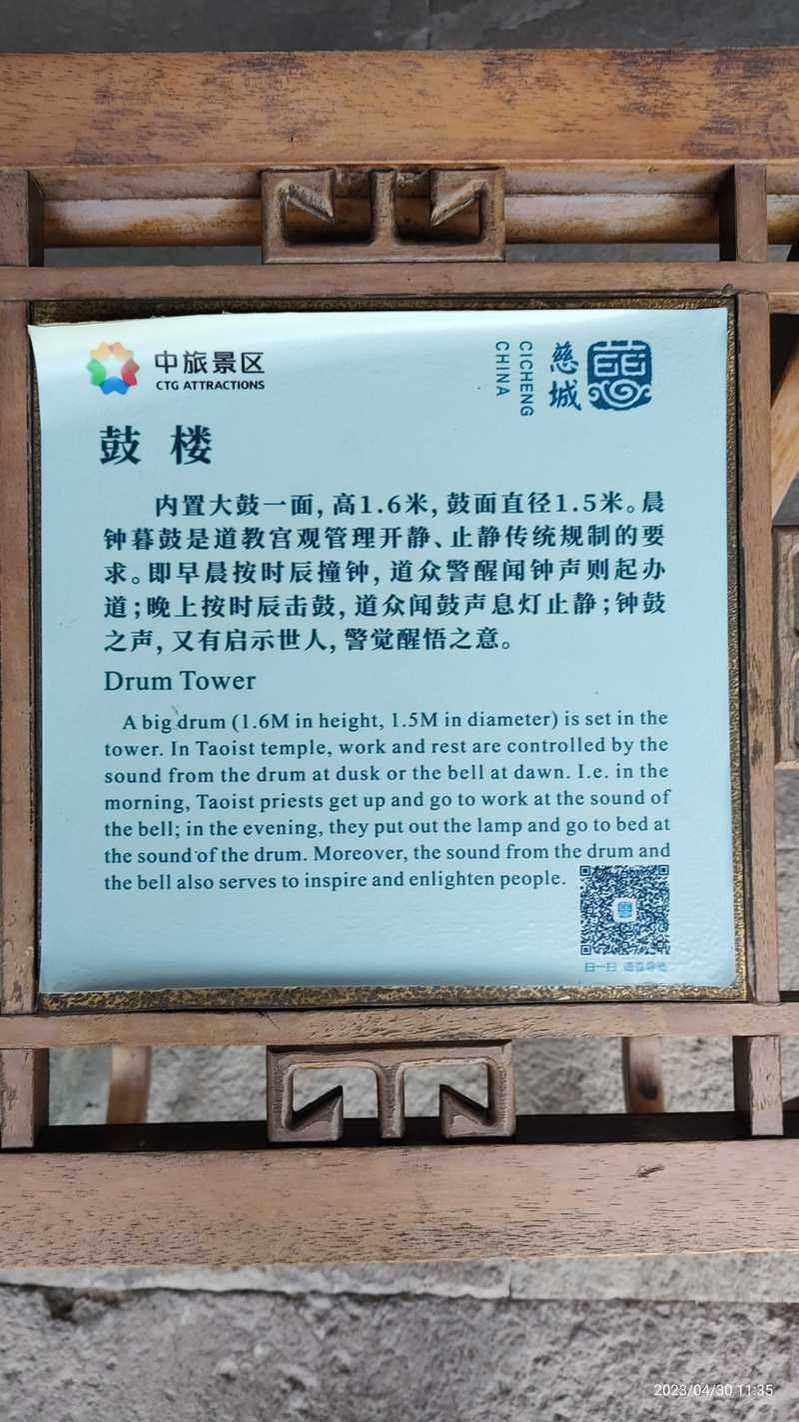 中旅景区
CTG ATTRACTIONS
CICHENG
CHINA
慈城
鼓楼
内置大鼓一面,高1.6米,鼓面直径1.5米。晨
钟暮鼓是道教宫观管理开静、止静传统规制的要
求。即早晨按时辰撞钟,道众警醒闻钟声则起办
道;晚上按时辰击鼓,道众闻鼓声息灯止静;钟鼓
之声,又有启示世人,警觉醒悟之意。
Drum Tower
A big drum (1.6M in height, 1.5M in diameter) is set in the
tower. In Taoist temple, work and rest are controlled by the
sound from the drum at dusk or the bell at dawn. I.e. in the
morning, Taoist priests get up and go to work at the sound of
the bell; in the evening, they put out the lamp and go to bed at
the sound of the drum. Moreover, the sound from the drum and
the bell also serves to inspire and enlighten people.
扫一扫 语音导览
2023/04/30 11:35